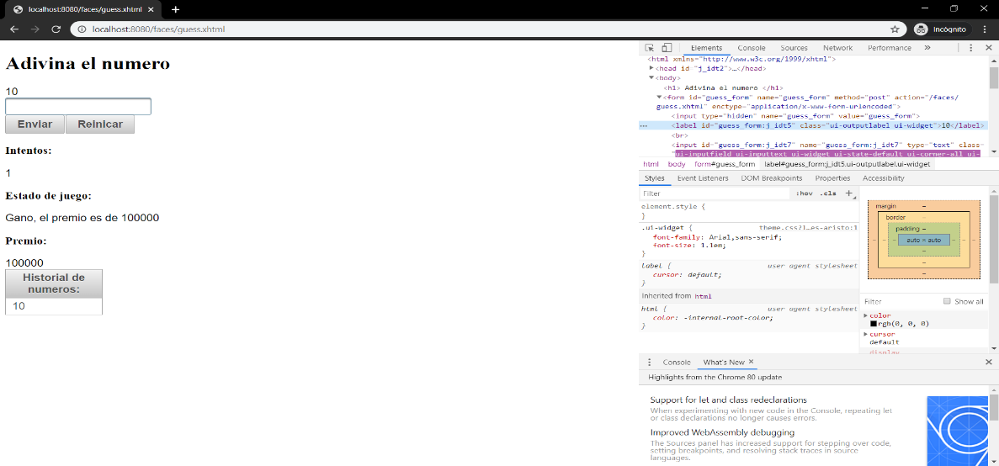 localhost:8080/faces/guess.xhtml
localhost:8080/faces/guess.xhtml
Incógnito
Adivina el numero
10
Enviar Reinicar
Intentos:
1
Estado de juego:
Gano, el premio es de 100000
Premio:
100000
Historial de
numeros:
10
Elements Console Sources Network Performance
<html xmlns="http://www.w3c.org/1999/xhtml">
<head id="j_idt2">…</head>
<body>
<h1> Adivina el numero </h1>
<form id="guess_form" name="guess_form" method="post" action="/faces/
guess.xhtml" enctype="application/x-www-form-urlencoded">
<input type="hidden" name="guess_form" value="guess_form">
<label id="guess_form:j_idt5" class="ui-outputlabel ui-widget">10</label>
<br>
<input id="guess_form:j_idt7" name="guess_form:j_idt7" type="text" class=
"ui-inputfield ui-inputtext ui-widget ui-state-default ui-corner-all ui-
html body form#guess_form label#guess_form:j_idt5.ui-outputlabel.ui-widget
Styles Event Listeners DOM Breakpoints Properties Accessibility
Filter :hov .cls +
element.style {
}
.ui-widget { theme.css?l…es-aristo:1
font-family: Arial,sans-serif;
font-size: 1.1em;
}
label { user agent stylesheet
cursor: default;
}
Inherited from html
html { user agent stylesheet
color: -internal-root-color;
}
margin –
border –
padding –
auto × auto
Filter Show all
color
rgb(0, 0, 0)
cursor
default
display
Console What's New
Highlights from the Chrome 80 update
Support for let and class redeclarations
When experimenting with new code in the Console, repeating let
or class declarations no longer causes errors.
Improved WebAssembly debugging
The Sources panel has increased support for stepping over code,
setting breakpoints, and resolving stack traces in source
languages.